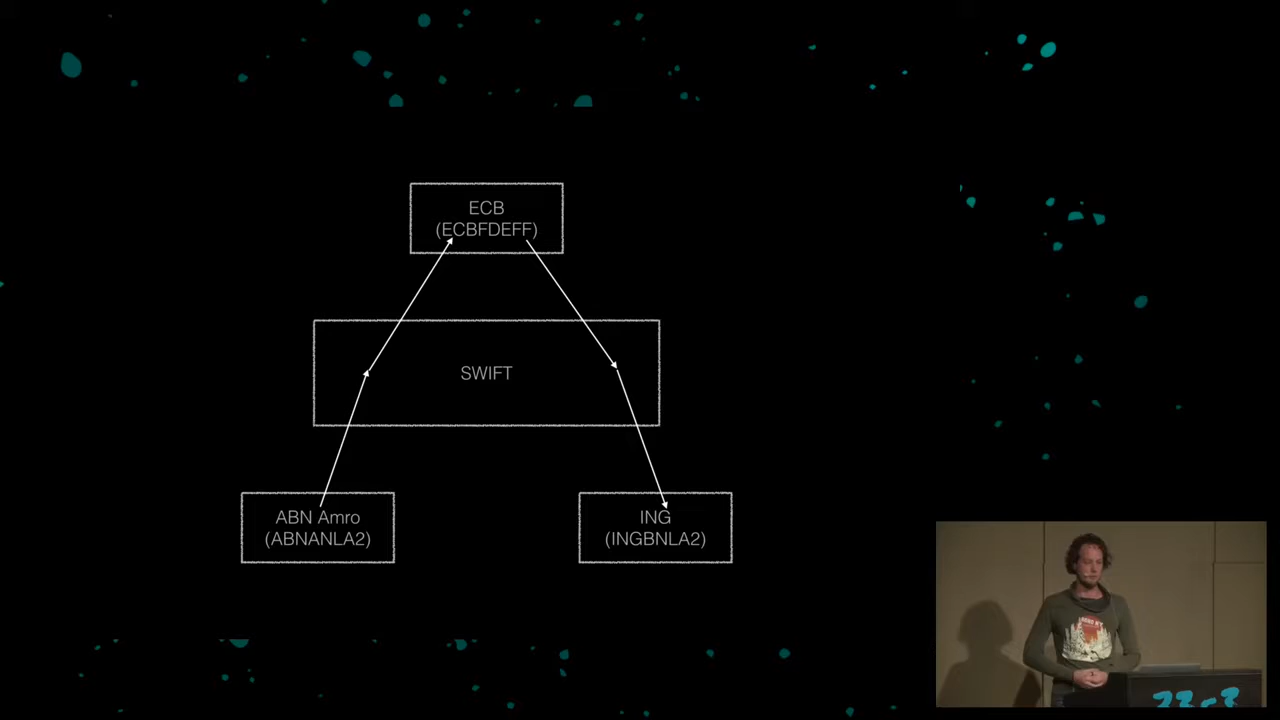 ECB
(ECBFDEFF)
SWIFT
ABN Amro
(ABNANLA2)
ING
(INGBNLA2)